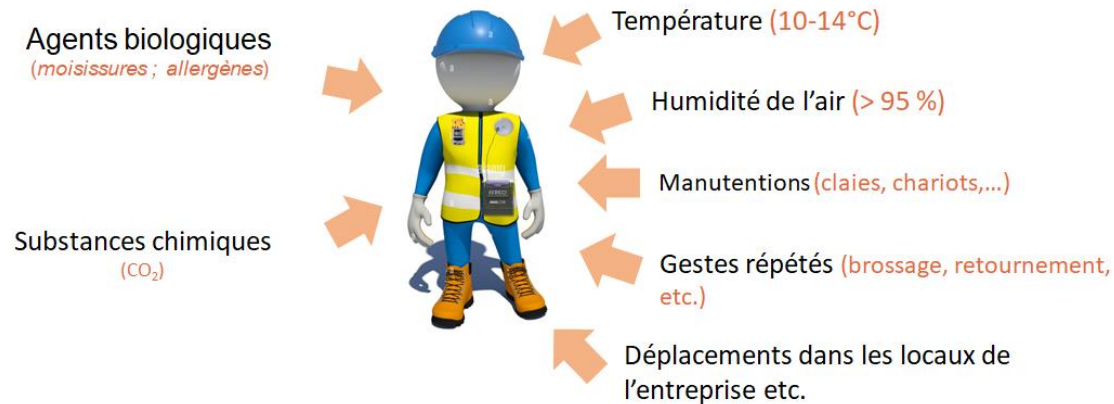 Agents biologiques
(moisissures ; allergènes)
Substances chimiques
(CO₂)
Température (10-14°C)
Humidité de l’air (> 95 %)
Manutentions (claies, chariots,…)
Gestes répétés (brossage, retournement,
etc.)
Déplacements dans les locaux de
l’entreprise etc.